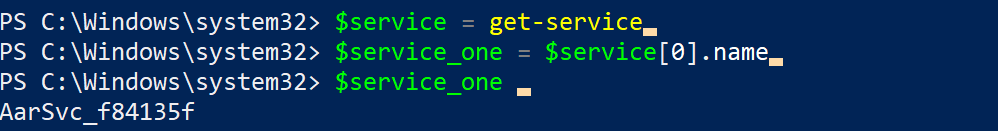 PS C:\Windows\system32> $service = get-service
PS C:\Windows\system32> $service_one = $service[0].name
PS C:\Windows\system32> $service_one
AarSvc_f84135f